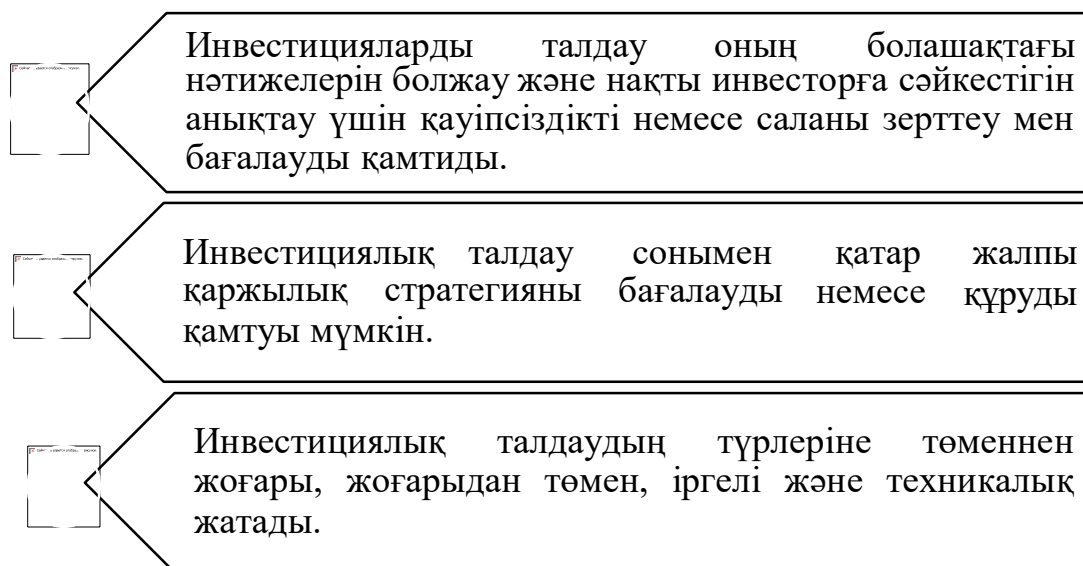 Инвестицияларды талдау оның болашақтағы
нәтижелерін болжау және нақты инвесторға сәйкестігін
анықтау үшін қауіпсіздікті немесе саланы зерттеу мен
бағалауды қамтиды.
Инвестициялық талдау сонымен қатар жалпы
қаржылық стратегияны бағалауды немесе құруды
қамтуы мүмкін.
Инвестициялық талдаудың түрлеріне төменнен
жоғары, жоғарыдан төмен, іргелі және техникалық
жатады.